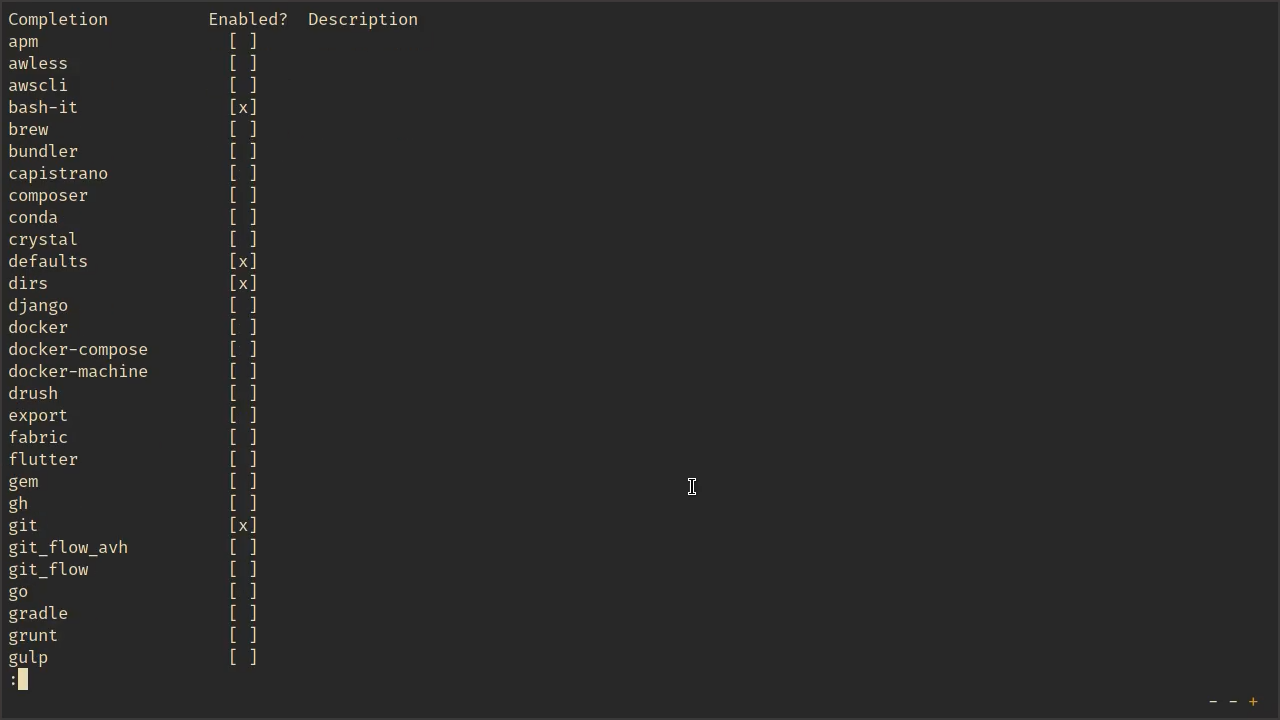 Completion Enabled? Description
apm [ ]
awless [ ]
awscli [ ]
bash-it [x]
brew [ ]
bundler [ ]
capistrano [ ]
composer [ ]
conda [ ]
crystal [ ]
defaults [x]
dirs [x]
django [ ]
docker [ ]
docker-compose [ ]
docker-machine [ ]
drush [ ]
export [ ]
fabric [ ]
flutter [ ]
gem [ ]
gh [ ]
git [x]
git_flow_avh [ ]
git_flow [ ]
go [ ]
gradle [ ]
grunt [ ]
gulp [ ]
:
- - +